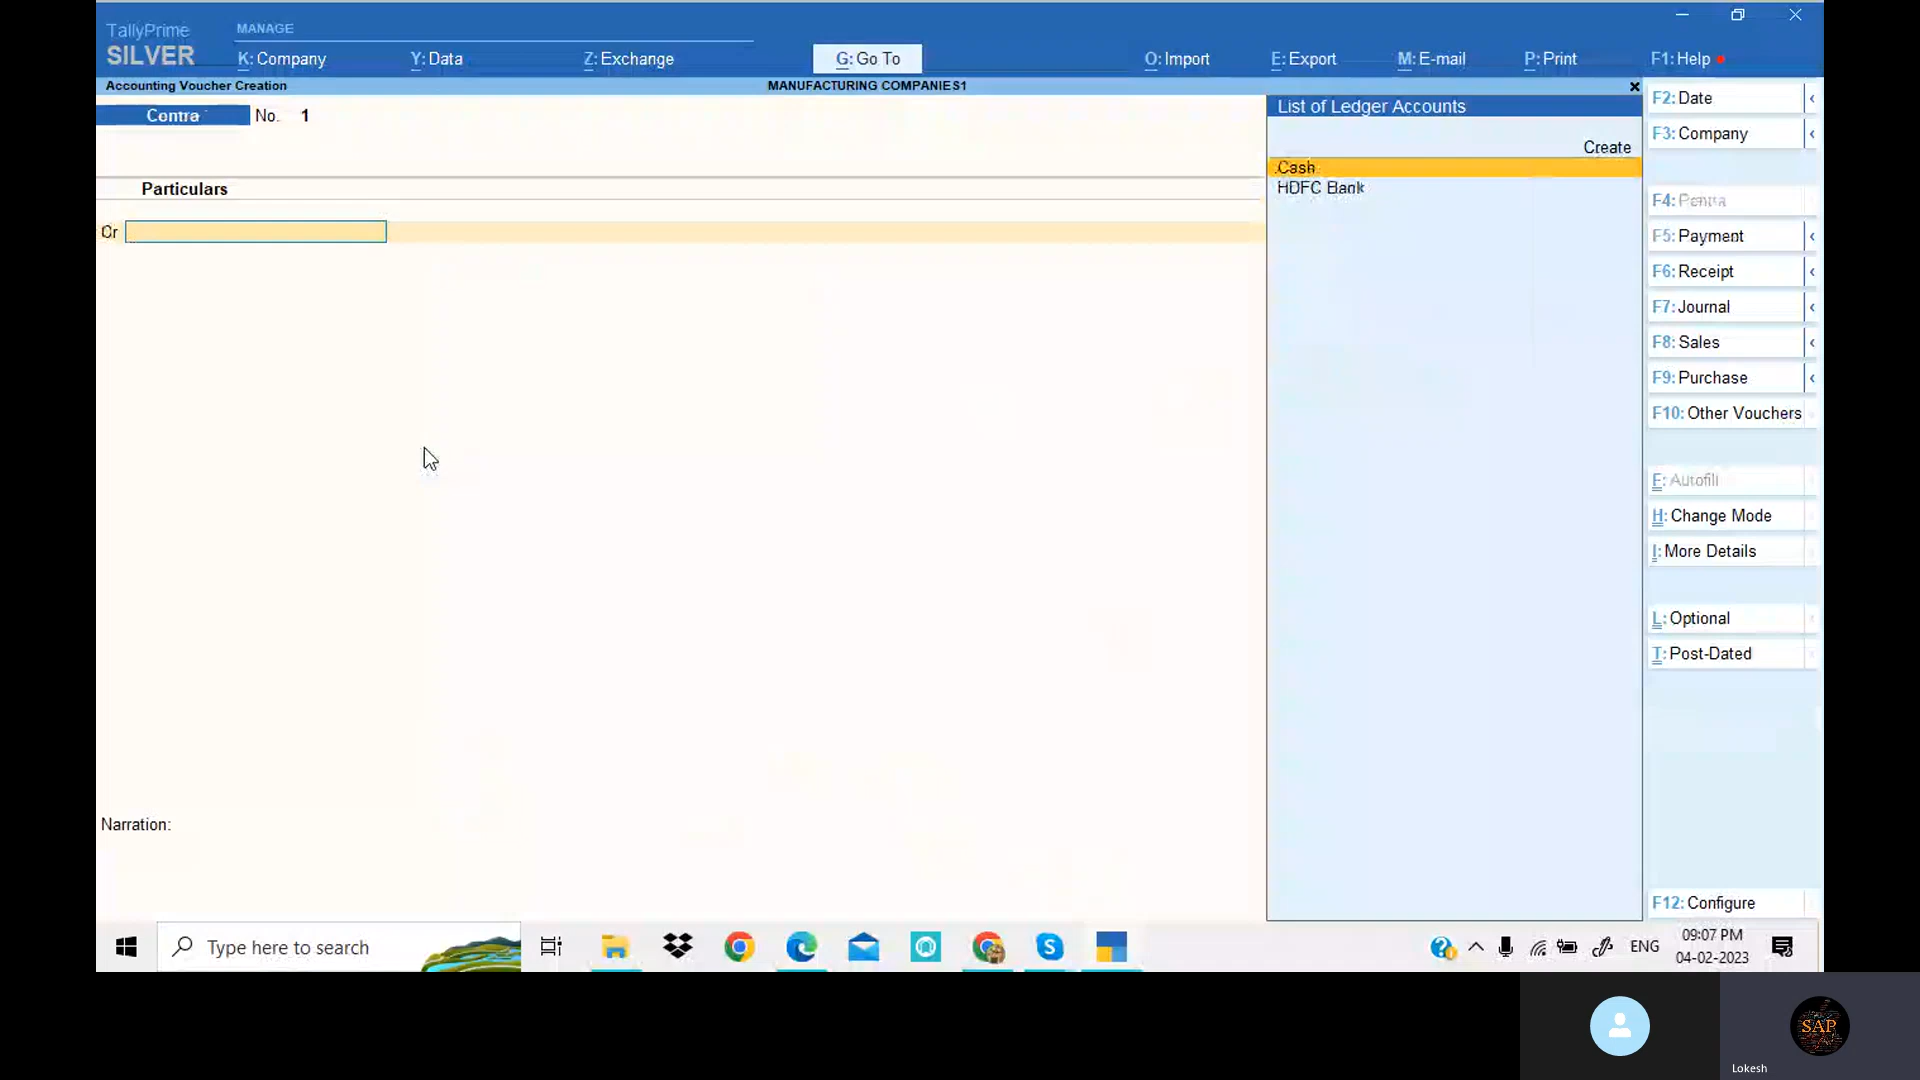 TallyPrime
MANAGE
SILVER
K: Company
Y: Data
Z: Exchange
G: Go To
O: Import
E: Export
M: E-mail
P: Print
F1: Help
Accounting Voucher Creation
MANUFACTURING COMPANIES1
Contra
No. 1
Particulars
Cr
Narration:
List of Ledger Accounts
Create
Cash
HDFC Bank
F2: Date
F3: Company
F4:
F5: Payment
F6: Receipt
F7: Journal
F8: Sales
F9: Purchase
F10: Other Vouchers
E: Autofill
H: Change Mode
I: More Details
L: Optional
T: Post-Dated
F12: Configure
Type here to search
ENG
09:07 PM
04-02-2023
SAP
Lokesh